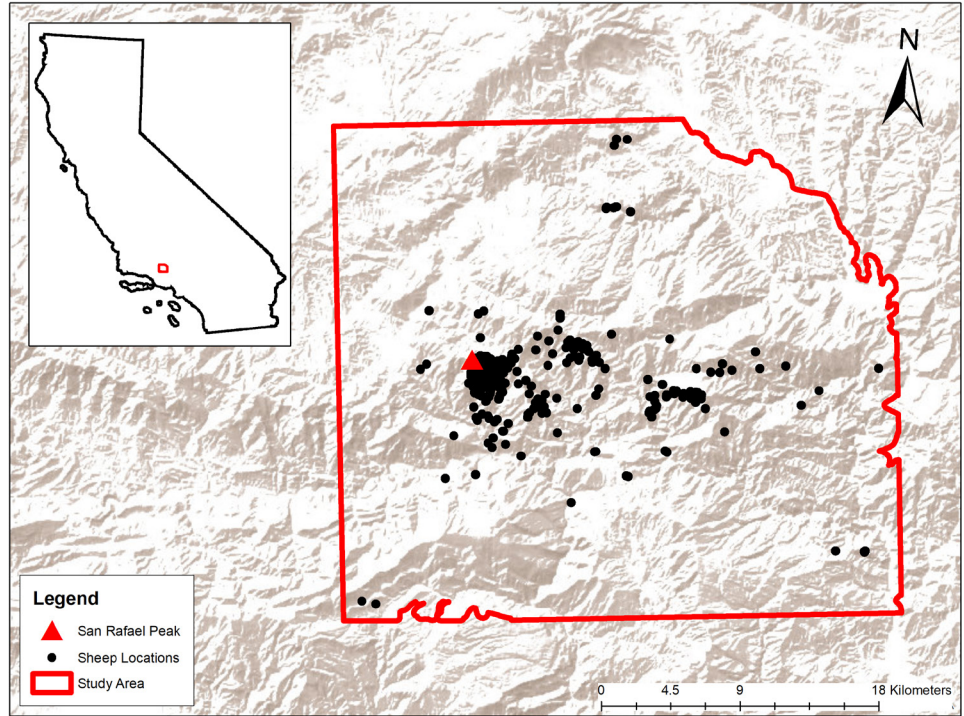 N
Legend
San Rafael Peak
Sheep Locations
Study Area
0 4.5 9 18 Kilometers